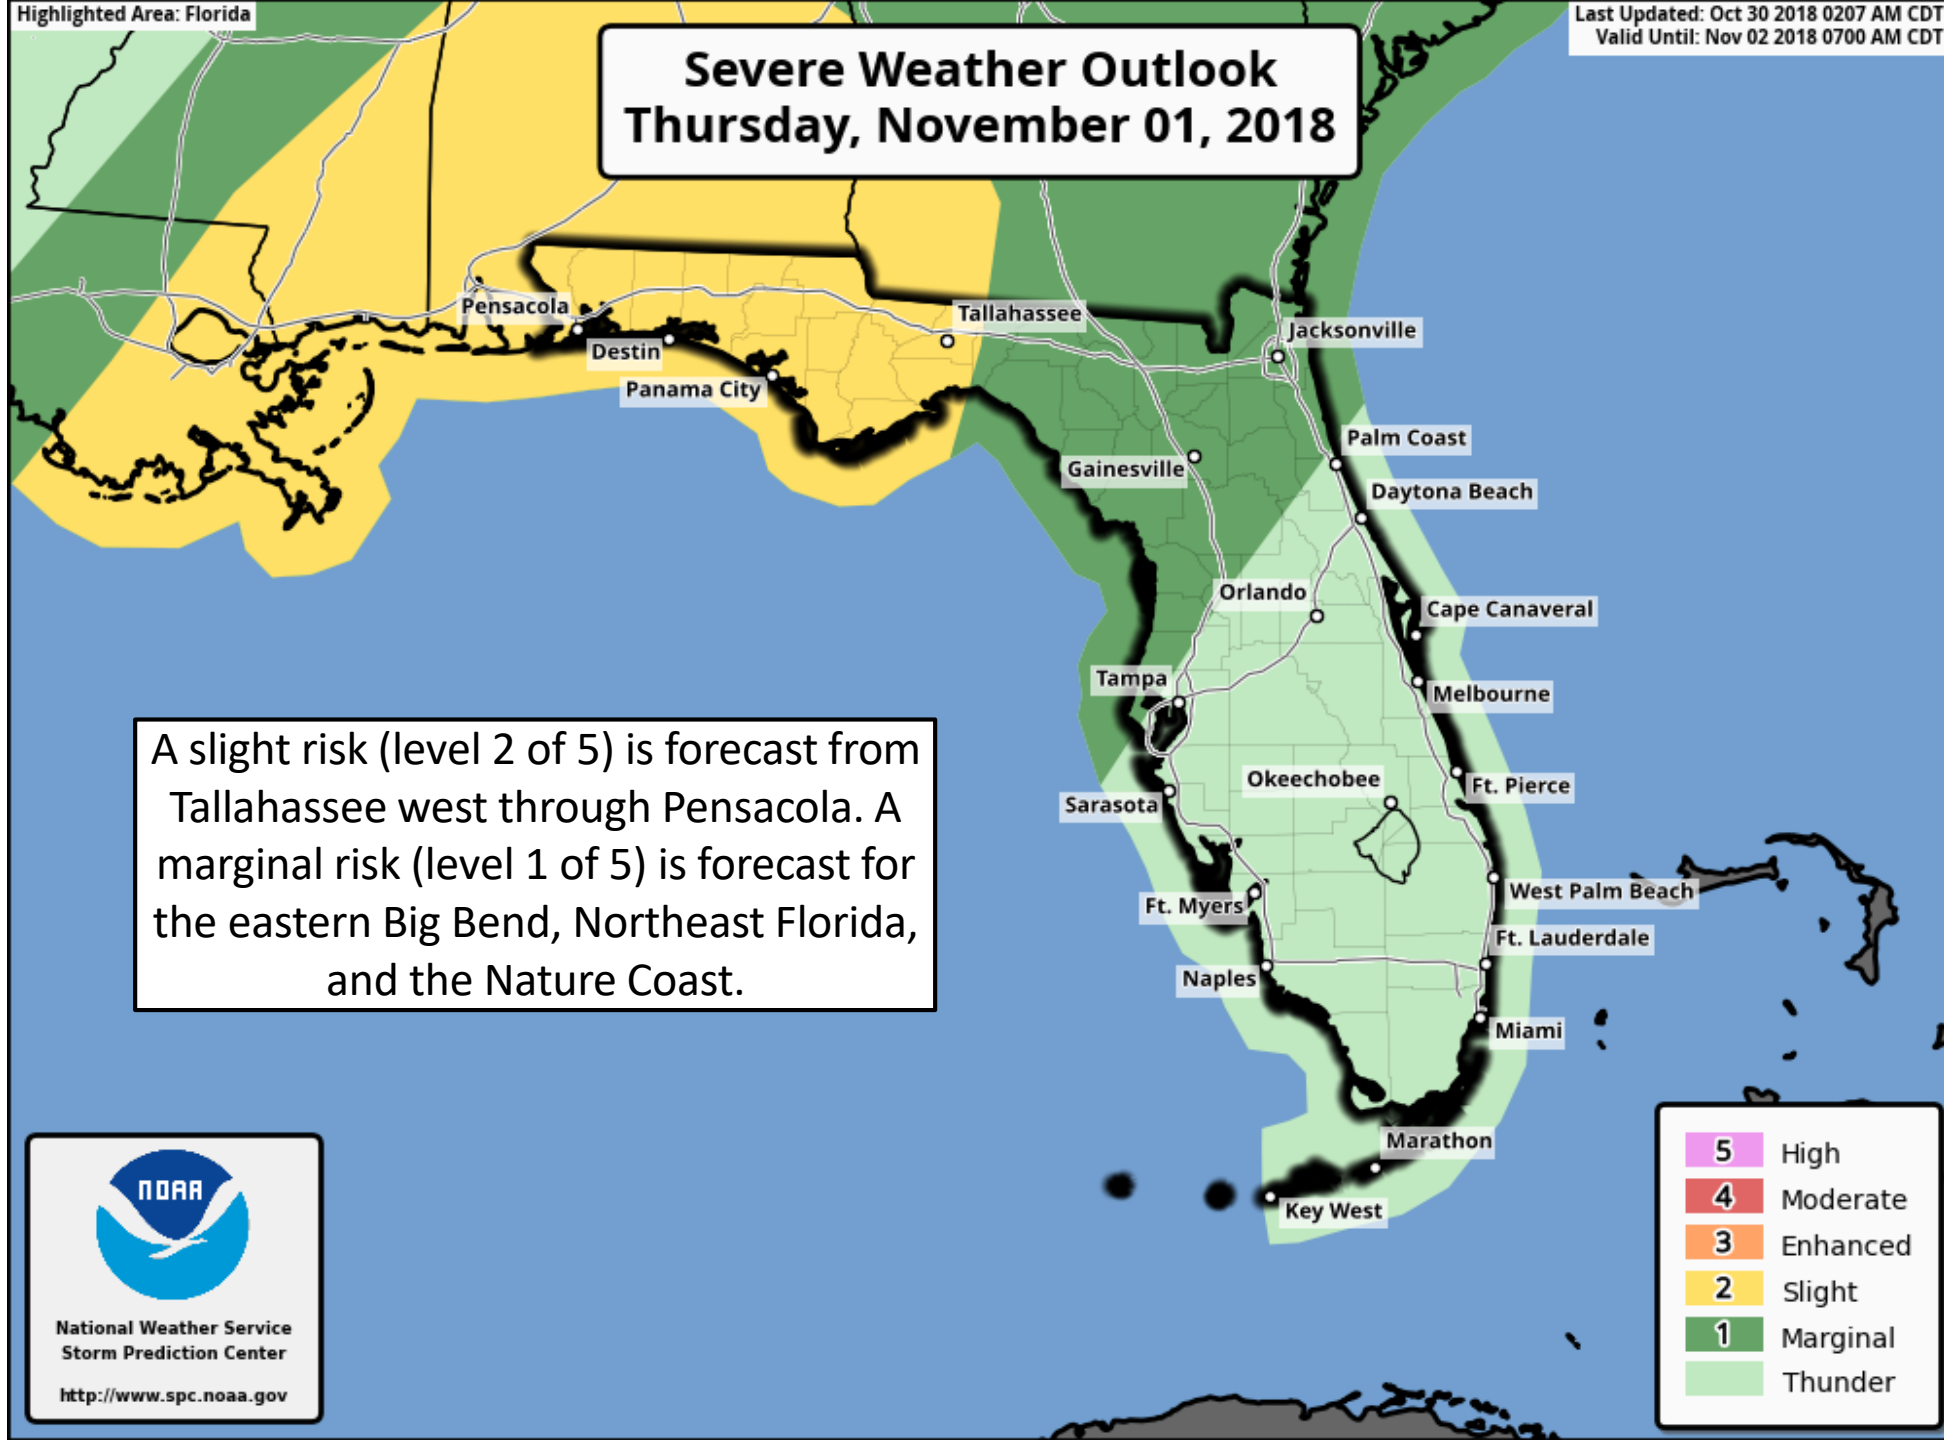 Highlighted Area: Florida
Last Updated: Oct 30 2018 0207 AM CDT
Valid Until: Nov 02 2018 0700 AM CDT
Severe Weather Outlook
Thursday, November 01, 2018
Pensacola
Tallahassee
Jacksonville
Destin
Panama City
Palm Coast
Gainesville
Daytona Beach
Orlando
Cape Canaveral
Tampa
Melbourne
A slight risk (level 2 of 5) is forecast from
Tallahassee west through Pensacola. A
marginal risk (level 1 of 5) is forecast for
the eastern Big Bend, Northeast Florida,
and the Nature Coast.
Okeechobee
Ft. Pierce
Sarasota
West Palm Beach
Ft. Myers
Ft. Lauderdale
Naples
Miami
Marathon
Key West
NOAA
National Weather Service
Storm Prediction Center
http://www.spc.noaa.gov
5 High
4 Moderate
3 Enhanced
2 Slight
1 Marginal
Thunder